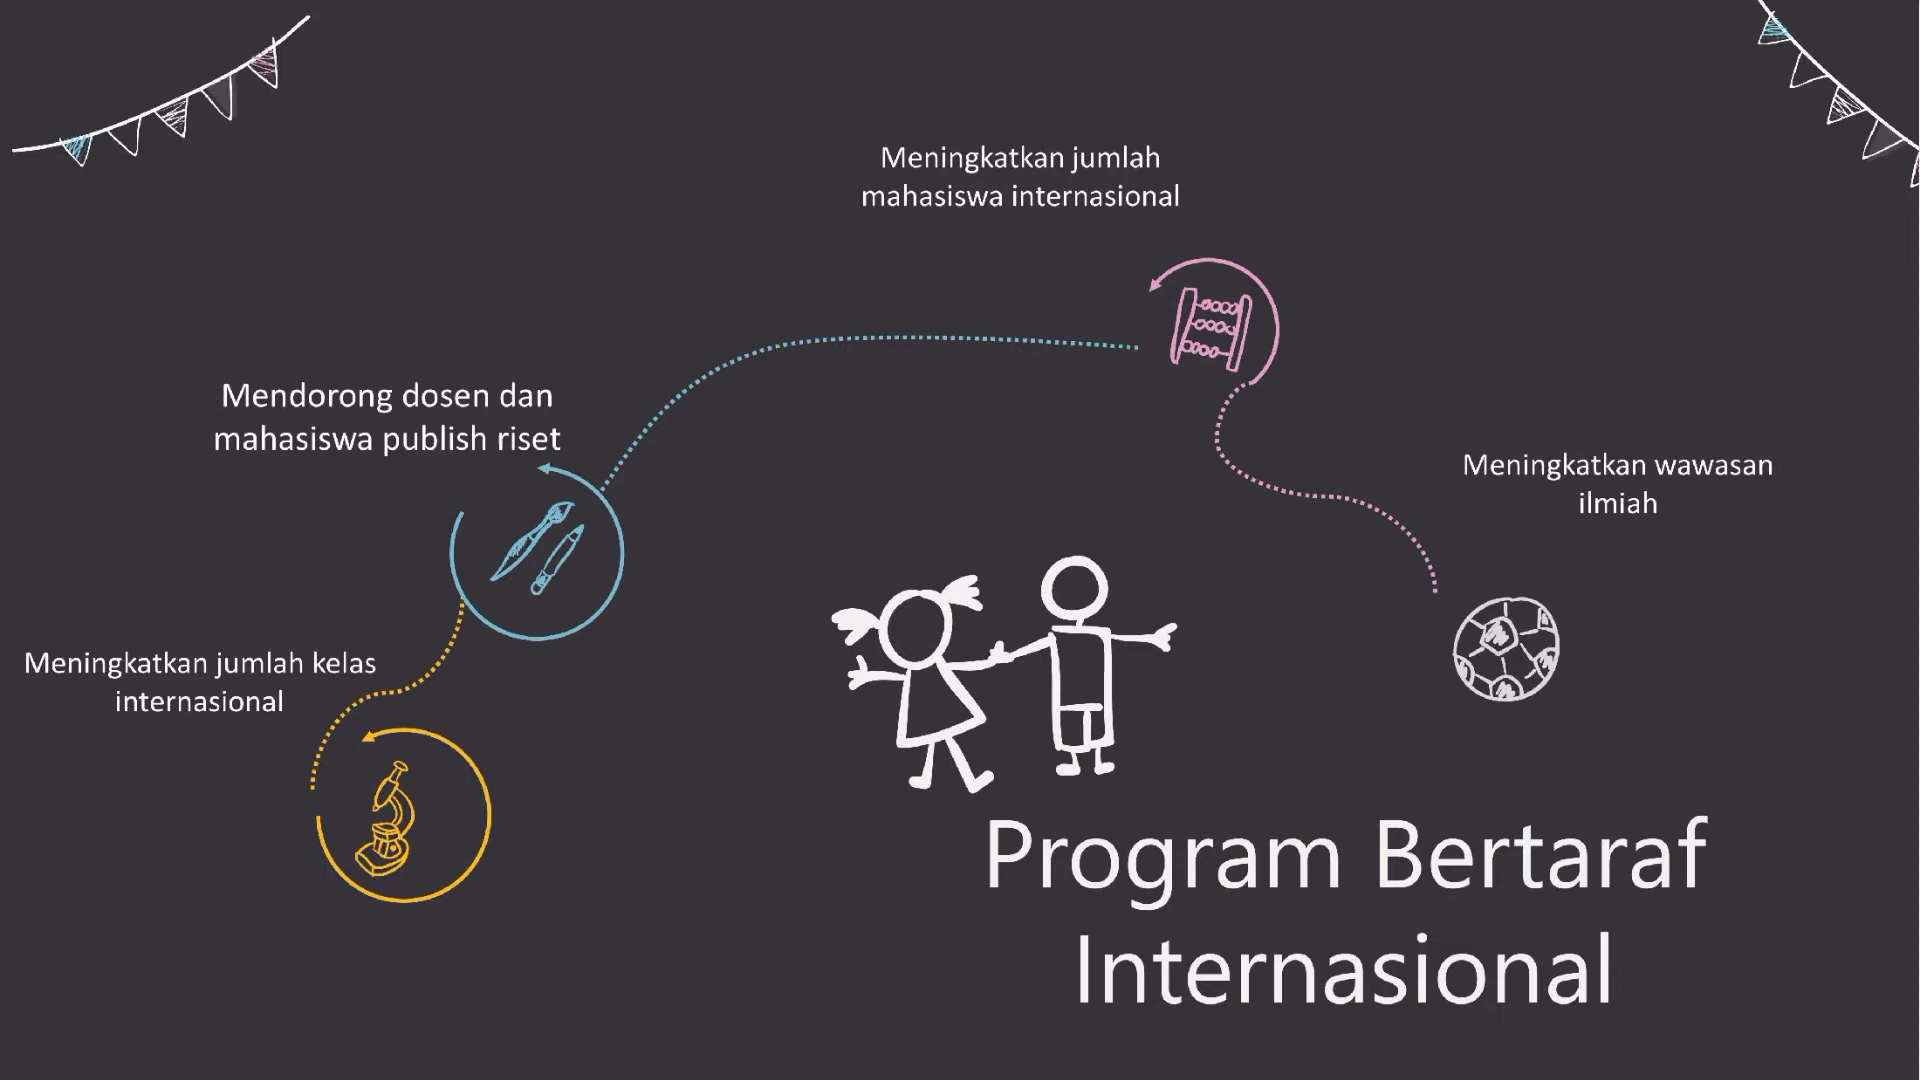 Meningkatkan jumlah
mahasiswa internasional
Mendorong dosen dan
mahasiswa publish riset
Meningkatkan wawasan
ilmiah
Meningkatkan jumlah kelas
internasional
Program Bertaraf
Internasional